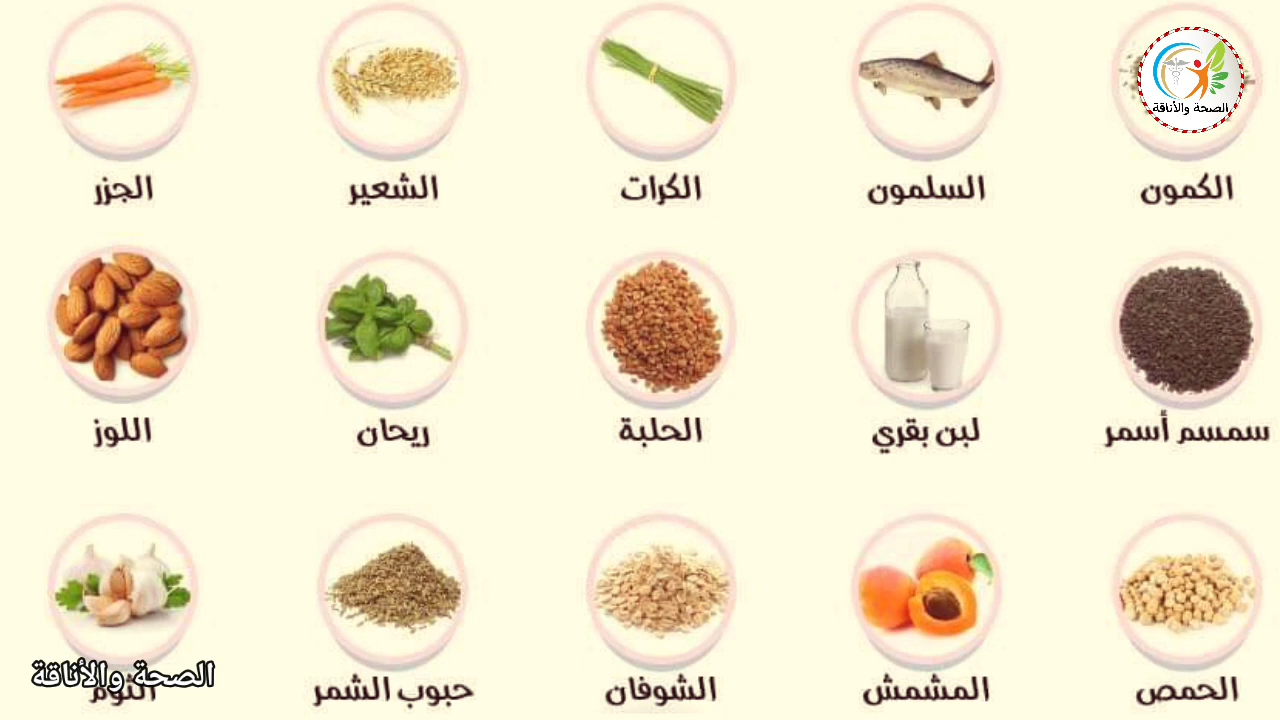 الصحة والأناقة
الكمون
السلمون
الكرات
الشعير
الجزر
سمسم أسمر
لبن بقري
الحلبة
ريحان
اللوز
الحمص
المشمش
الشوفان
حبوب الشمر
الثوم
الصحة والأناقة